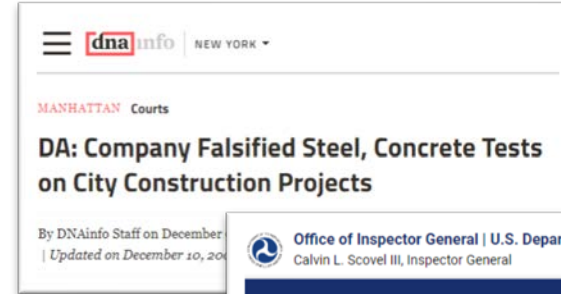 dnainfo NEW YORK
MANHATTAN Courts
DA: Company Falsified Steel, Concrete Tests
on City Construction Projects
By DNAinfo Staff on December
| Updated on December 10,
Office of Inspector General | U.S.
Calvin L. Scovel III, Inspector General